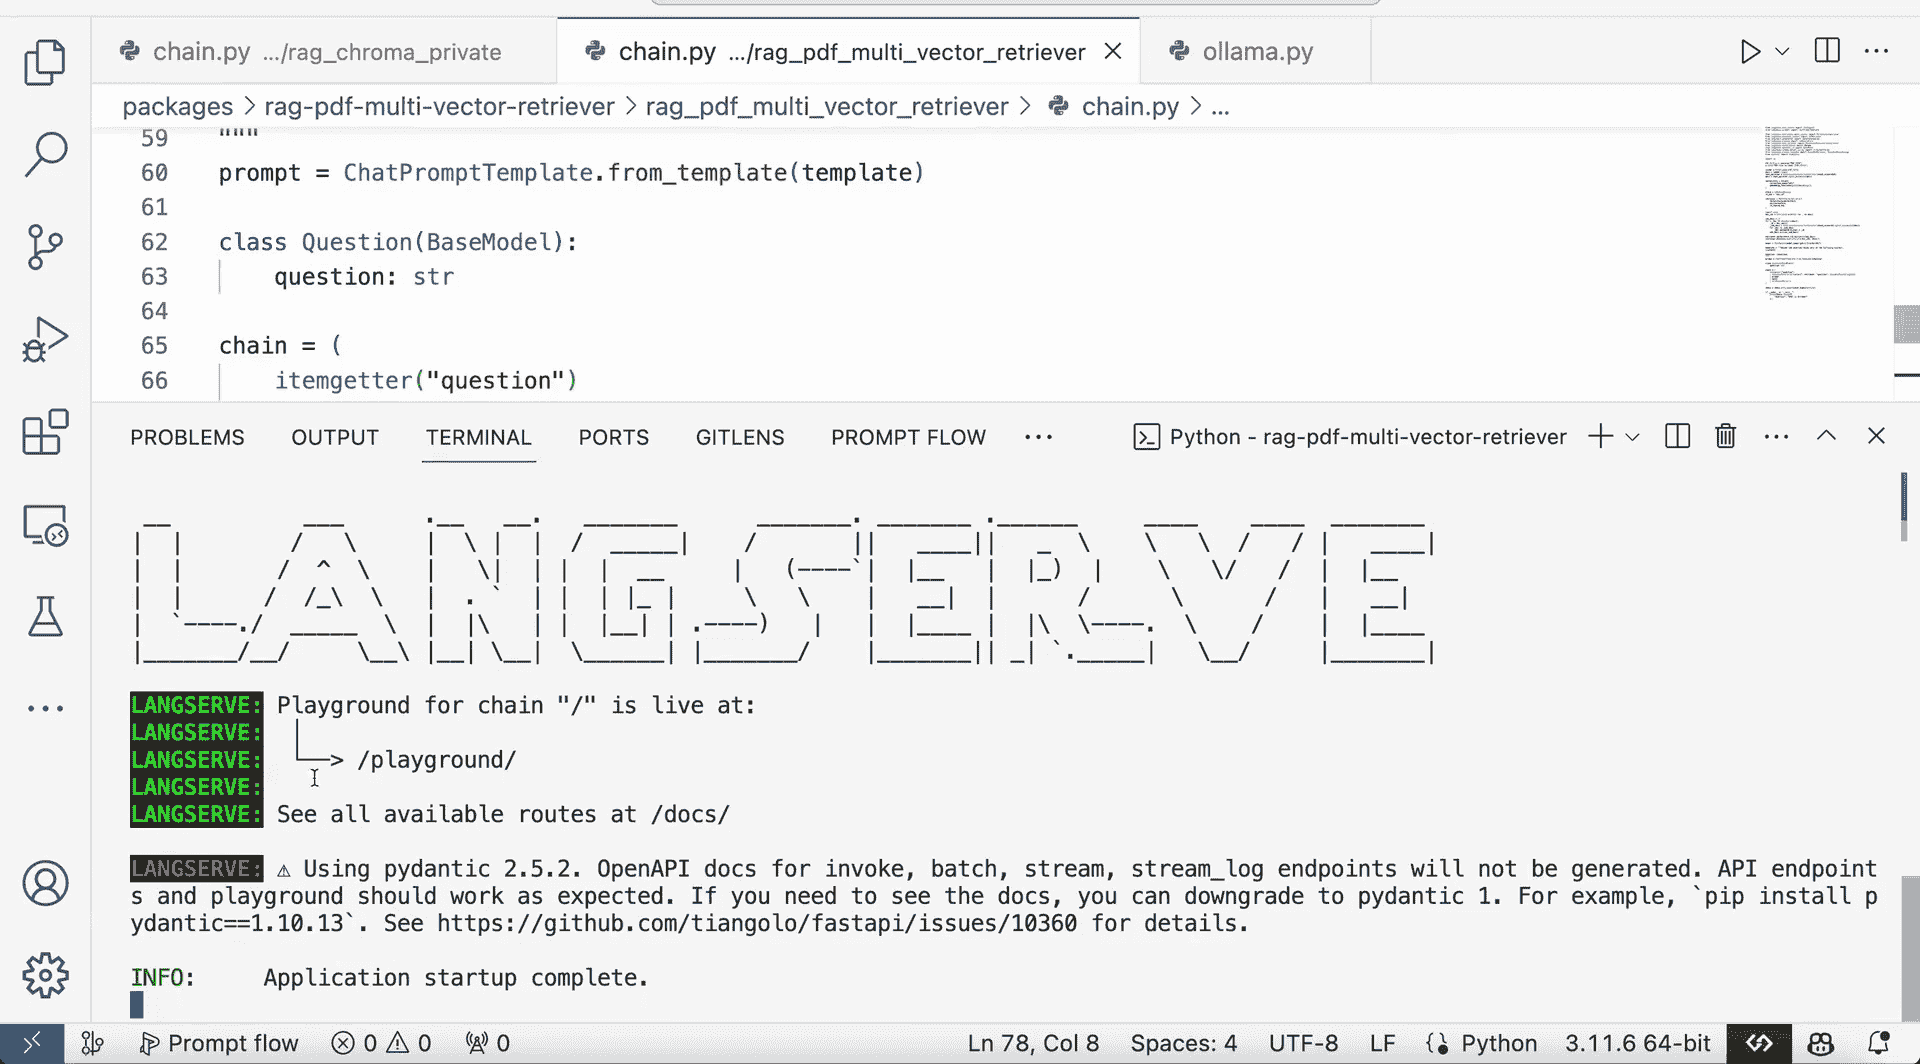 chain.py .../rag_chroma_private
chain.py .../rag_pdf_multi_vector_retriever
ollama.py
packages > rag-pdf-multi-vector-retriever > rag_pdf_multi_vector_retriever > chain.py > ...
59 """
60 prompt = ChatPromptTemplate.from_template(template)
61
62 class Question(BaseModel):
63 question: str
64
65 chain = (
66 itemgetter("question")
PROBLEMS OUTPUT TERMINAL PORTS GITLENS PROMPT FLOW ... Python - rag-pdf-multi-vector-retriever
LANGSERVE
LANGSERVE: Playground for chain "/" is live at:
LANGSERVE: │
LANGSERVE: └──> /playground/
LANGSERVE:
LANGSERVE: See all available routes at /docs/
LANGSERVE: ⚠ Using pydantic 2.5.2. OpenAPI docs for invoke, batch, stream, stream_log endpoints will not be generated. API endpoint
s and playground should work as expected. If you need to see the docs, you can downgrade to pydantic 1. For example, `pip install p
ydantic==1.10.13`. See https://github.com/tiangolo/fastapi/issues/10360 for details.
INFO: Application startup complete.
Prompt flow 0 0 0 Ln 78, Col 8 Spaces: 4 UTF-8 LF Python 3.11.6 64-bit